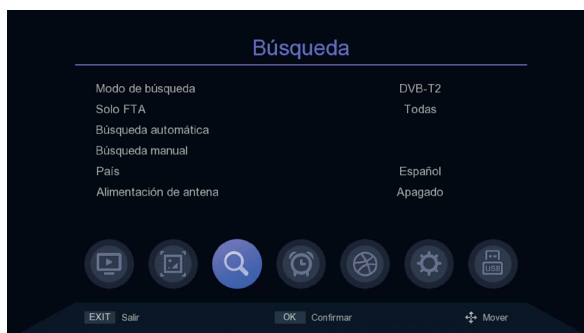 Búsqueda
Modo de búsqueda DVB-T2
Solo FTA Todas
Búsqueda automática
Búsqueda manual
País Español
Alimentación de antena Apagado
USB
EXIT Salir OK Confirmar Mover